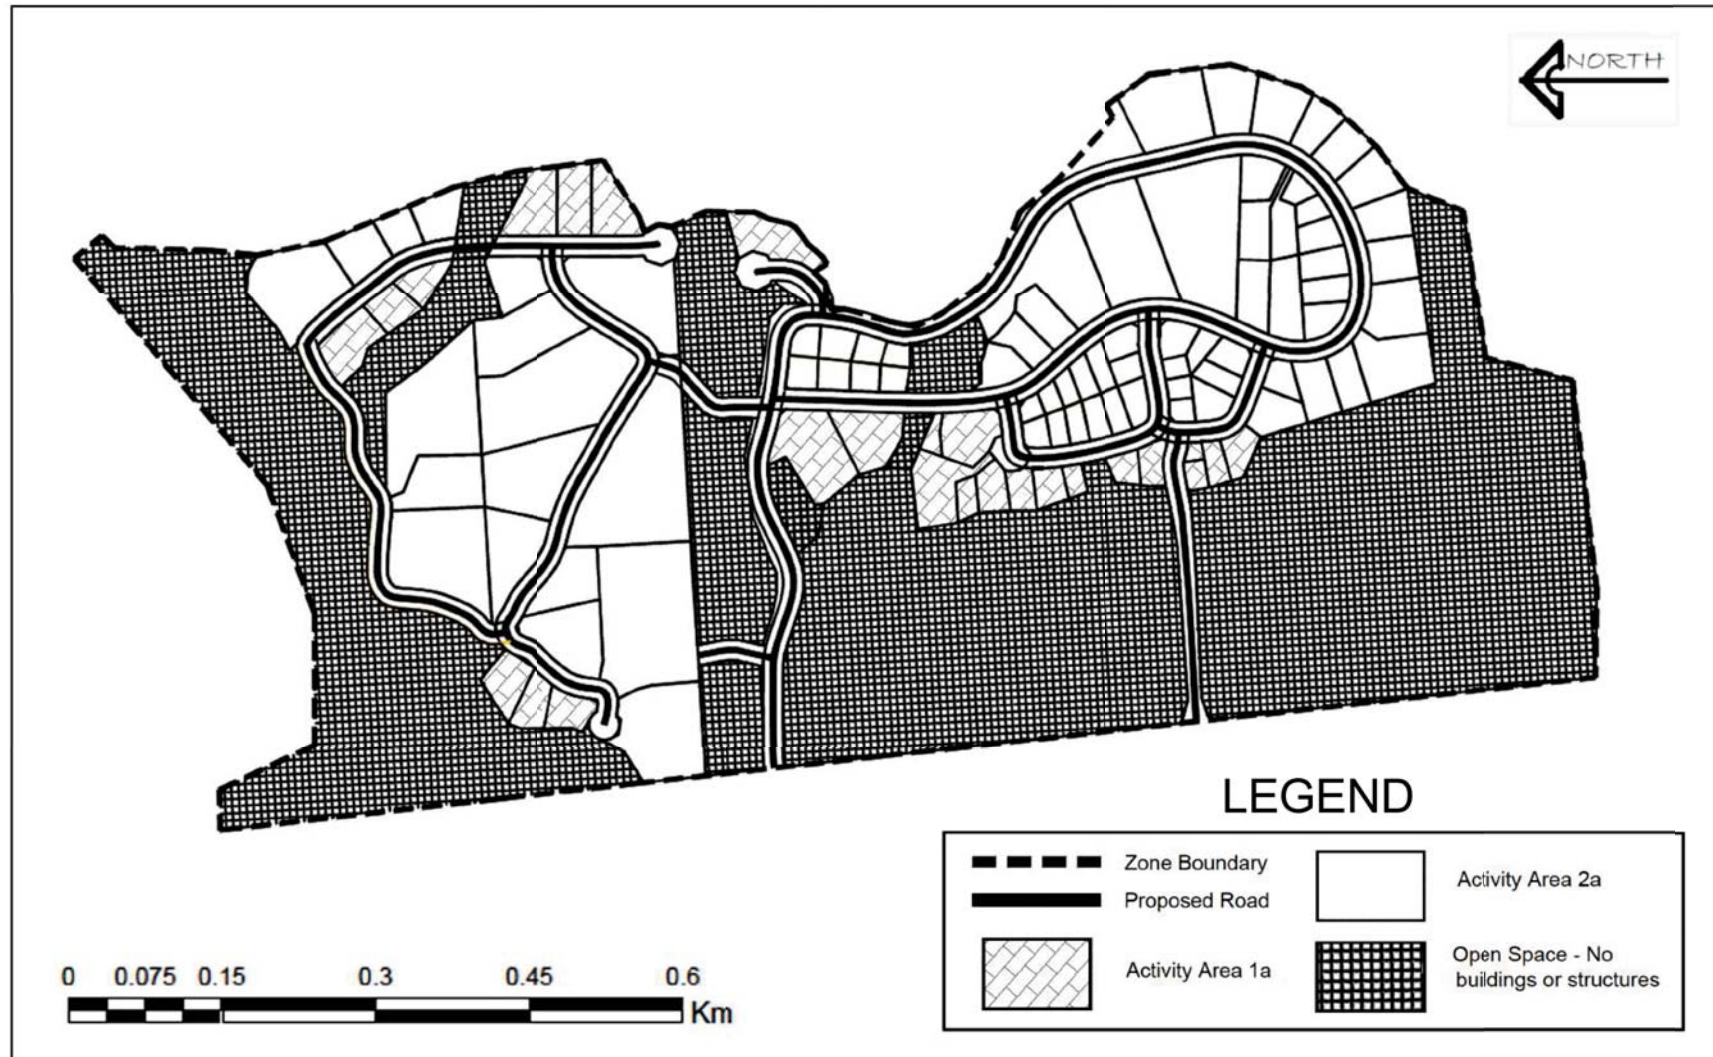 NORTH
LEGEND
Zone Boundary
Proposed Road
Activity Area 1a
Activity Area 2a
Open Space - No
buildings or structures
0 0.075 0.15 0.3 0.45 0.6
Km